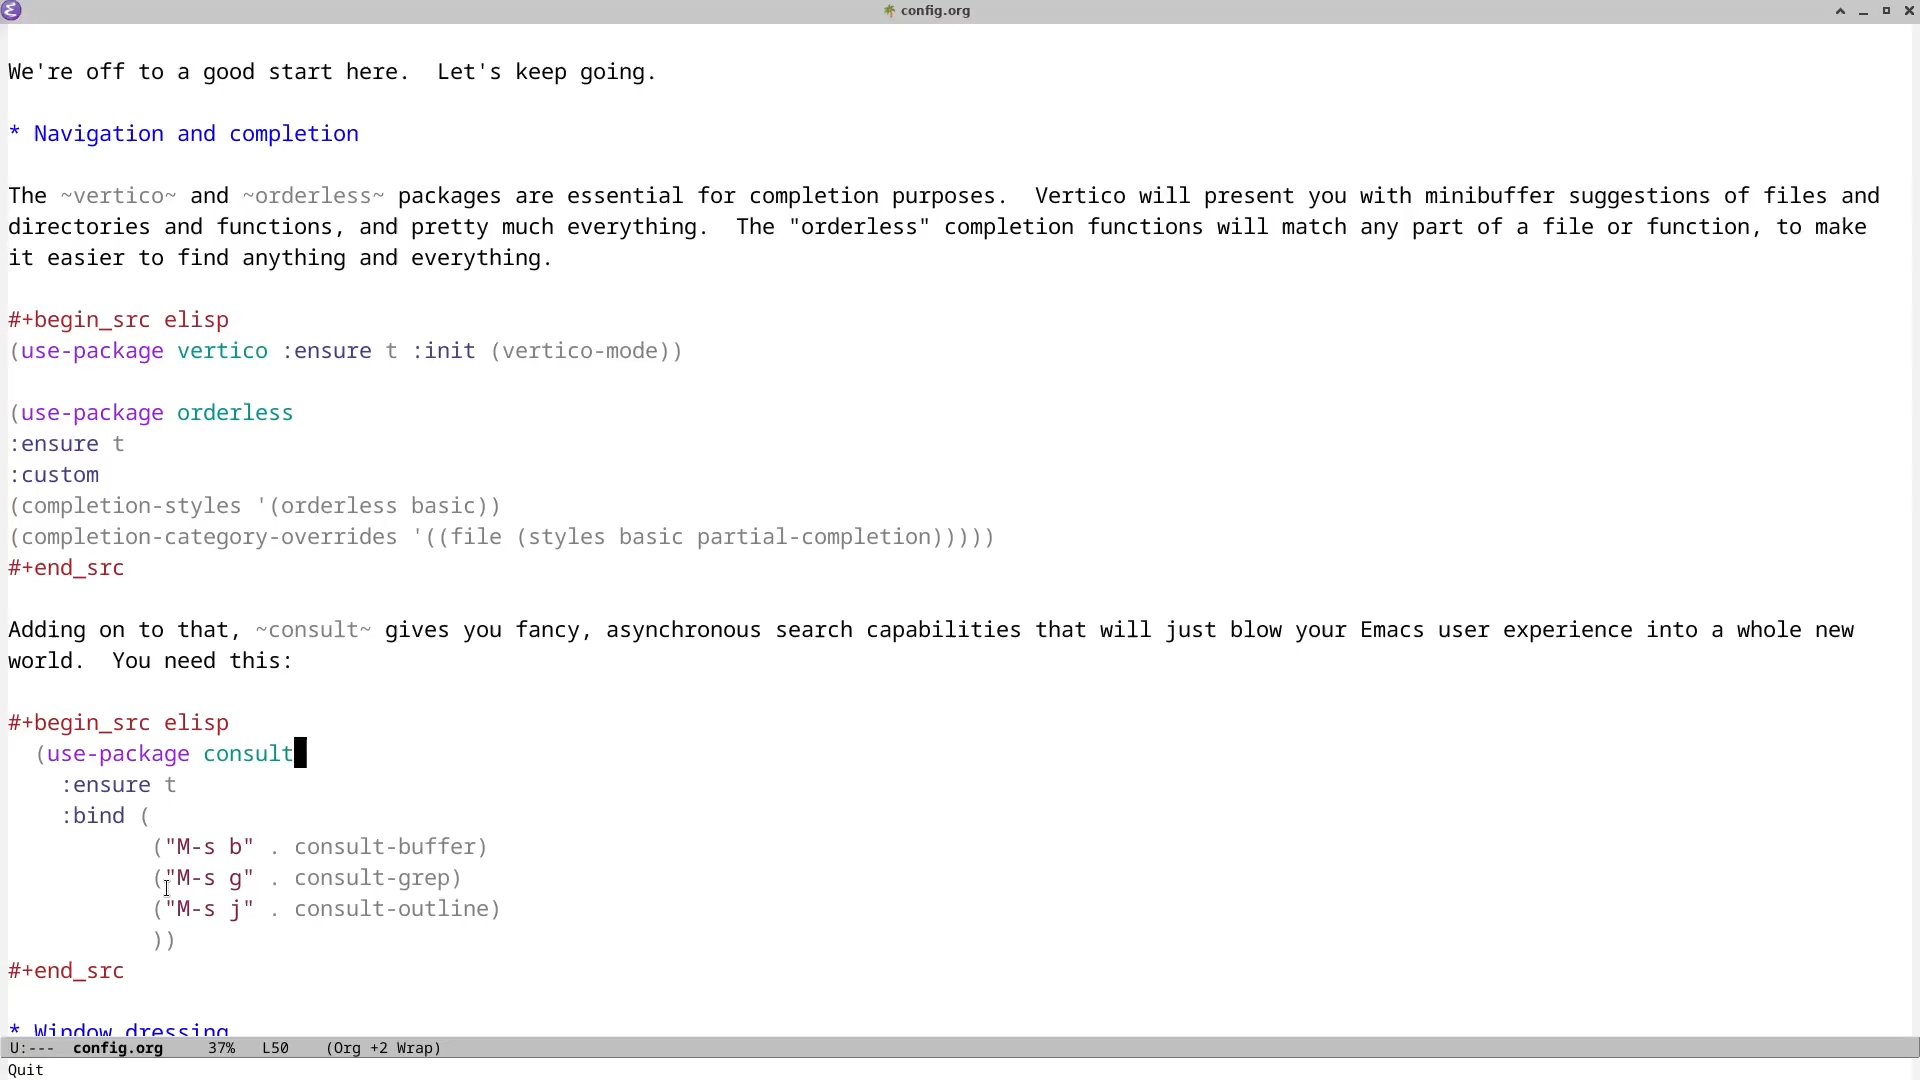 🌴 config.org
We're off to a good start here.  Let's keep going.
* Navigation and completion
The ~vertico~ and ~orderless~ packages are essential for completion purposes.  Vertico will present you with minibuffer suggestions of files and
directories and functions, and pretty much everything.  The "orderless" completion functions will match any part of a file or function, to make
it easier to find anything and everything.
#+begin_src elisp
(use-package vertico :ensure t :init (vertico-mode))
(use-package orderless
:ensure t
:custom
(completion-styles '(orderless basic))
(completion-category-overrides '((file (styles basic partial-completion)))))
#+end_src
Adding on to that, ~consult~ gives you fancy, asynchronous search capabilities that will just blow your Emacs user experience into a whole new
world.  You need this:
#+begin_src elisp
  (use-package consult
    :ensure t
    :bind (
           ("M-s b" . consult-buffer)
           ("M-s g" . consult-grep)
           ("M-s j" . consult-outline)
           ))
#+end_src
* Window dressing
U:---  config.org     37%   L50    (Org +2 Wrap)
Quit